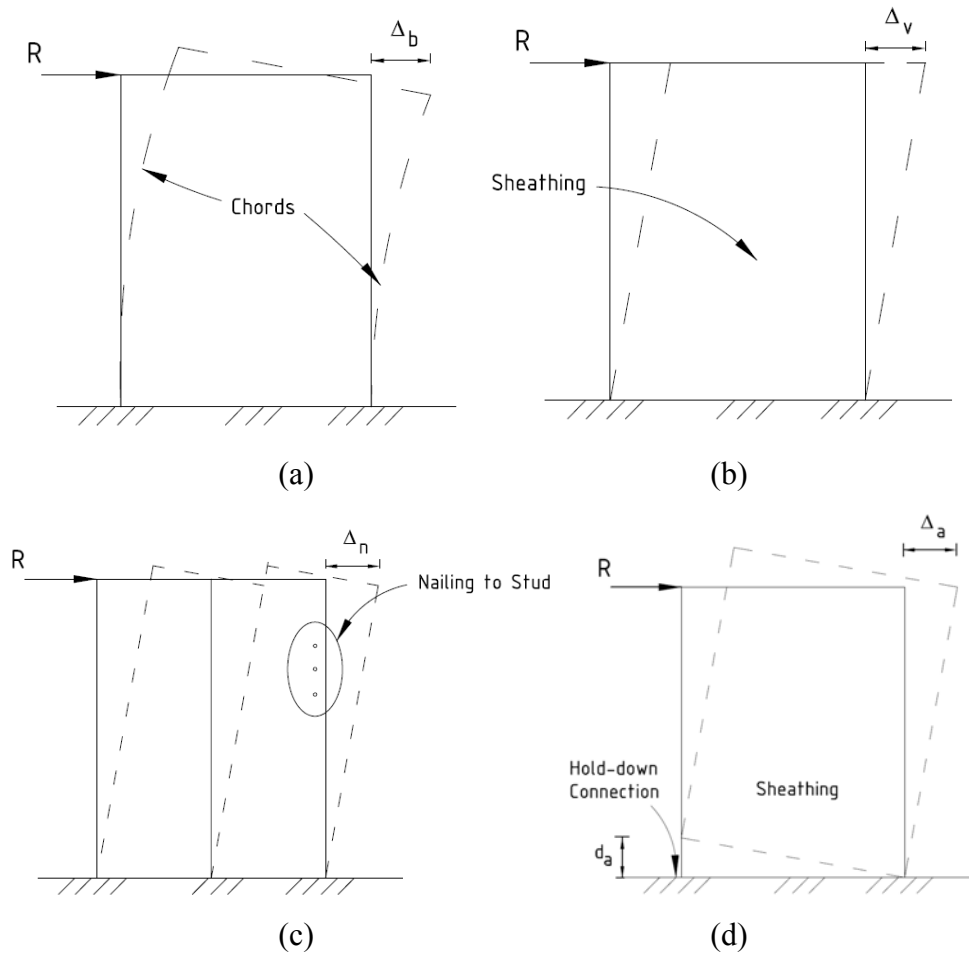 Δb
R
Chords
(a)
Δv
R
Sheathing
(b)
Δn
R
Nailing to Stud
(c)
Δa
R
Hold-down
Connection
Sheathing
da
(d)